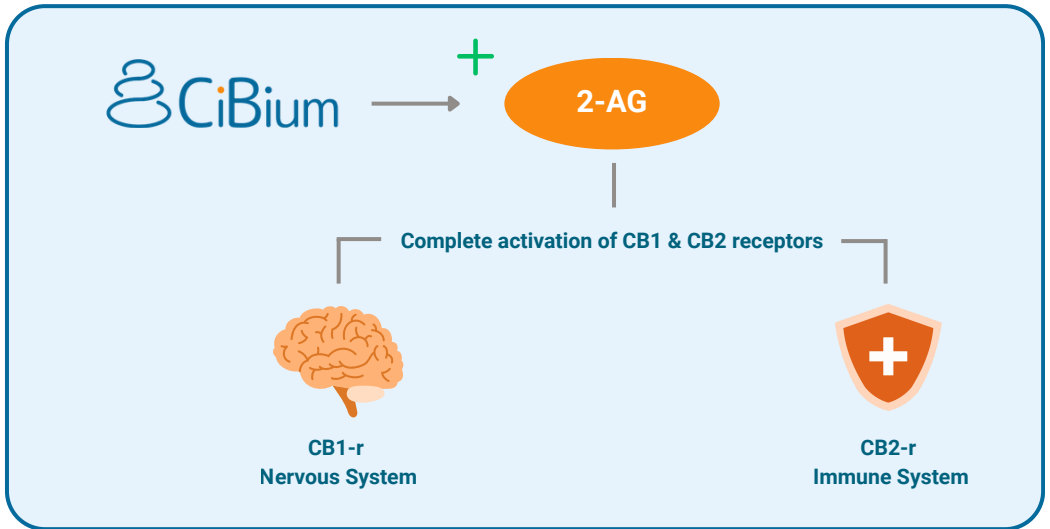 CiBium
2-AG
Complete activation of CB1 & CB2 receptors
CB1-r
Nervous System
CB2-r
Immune System